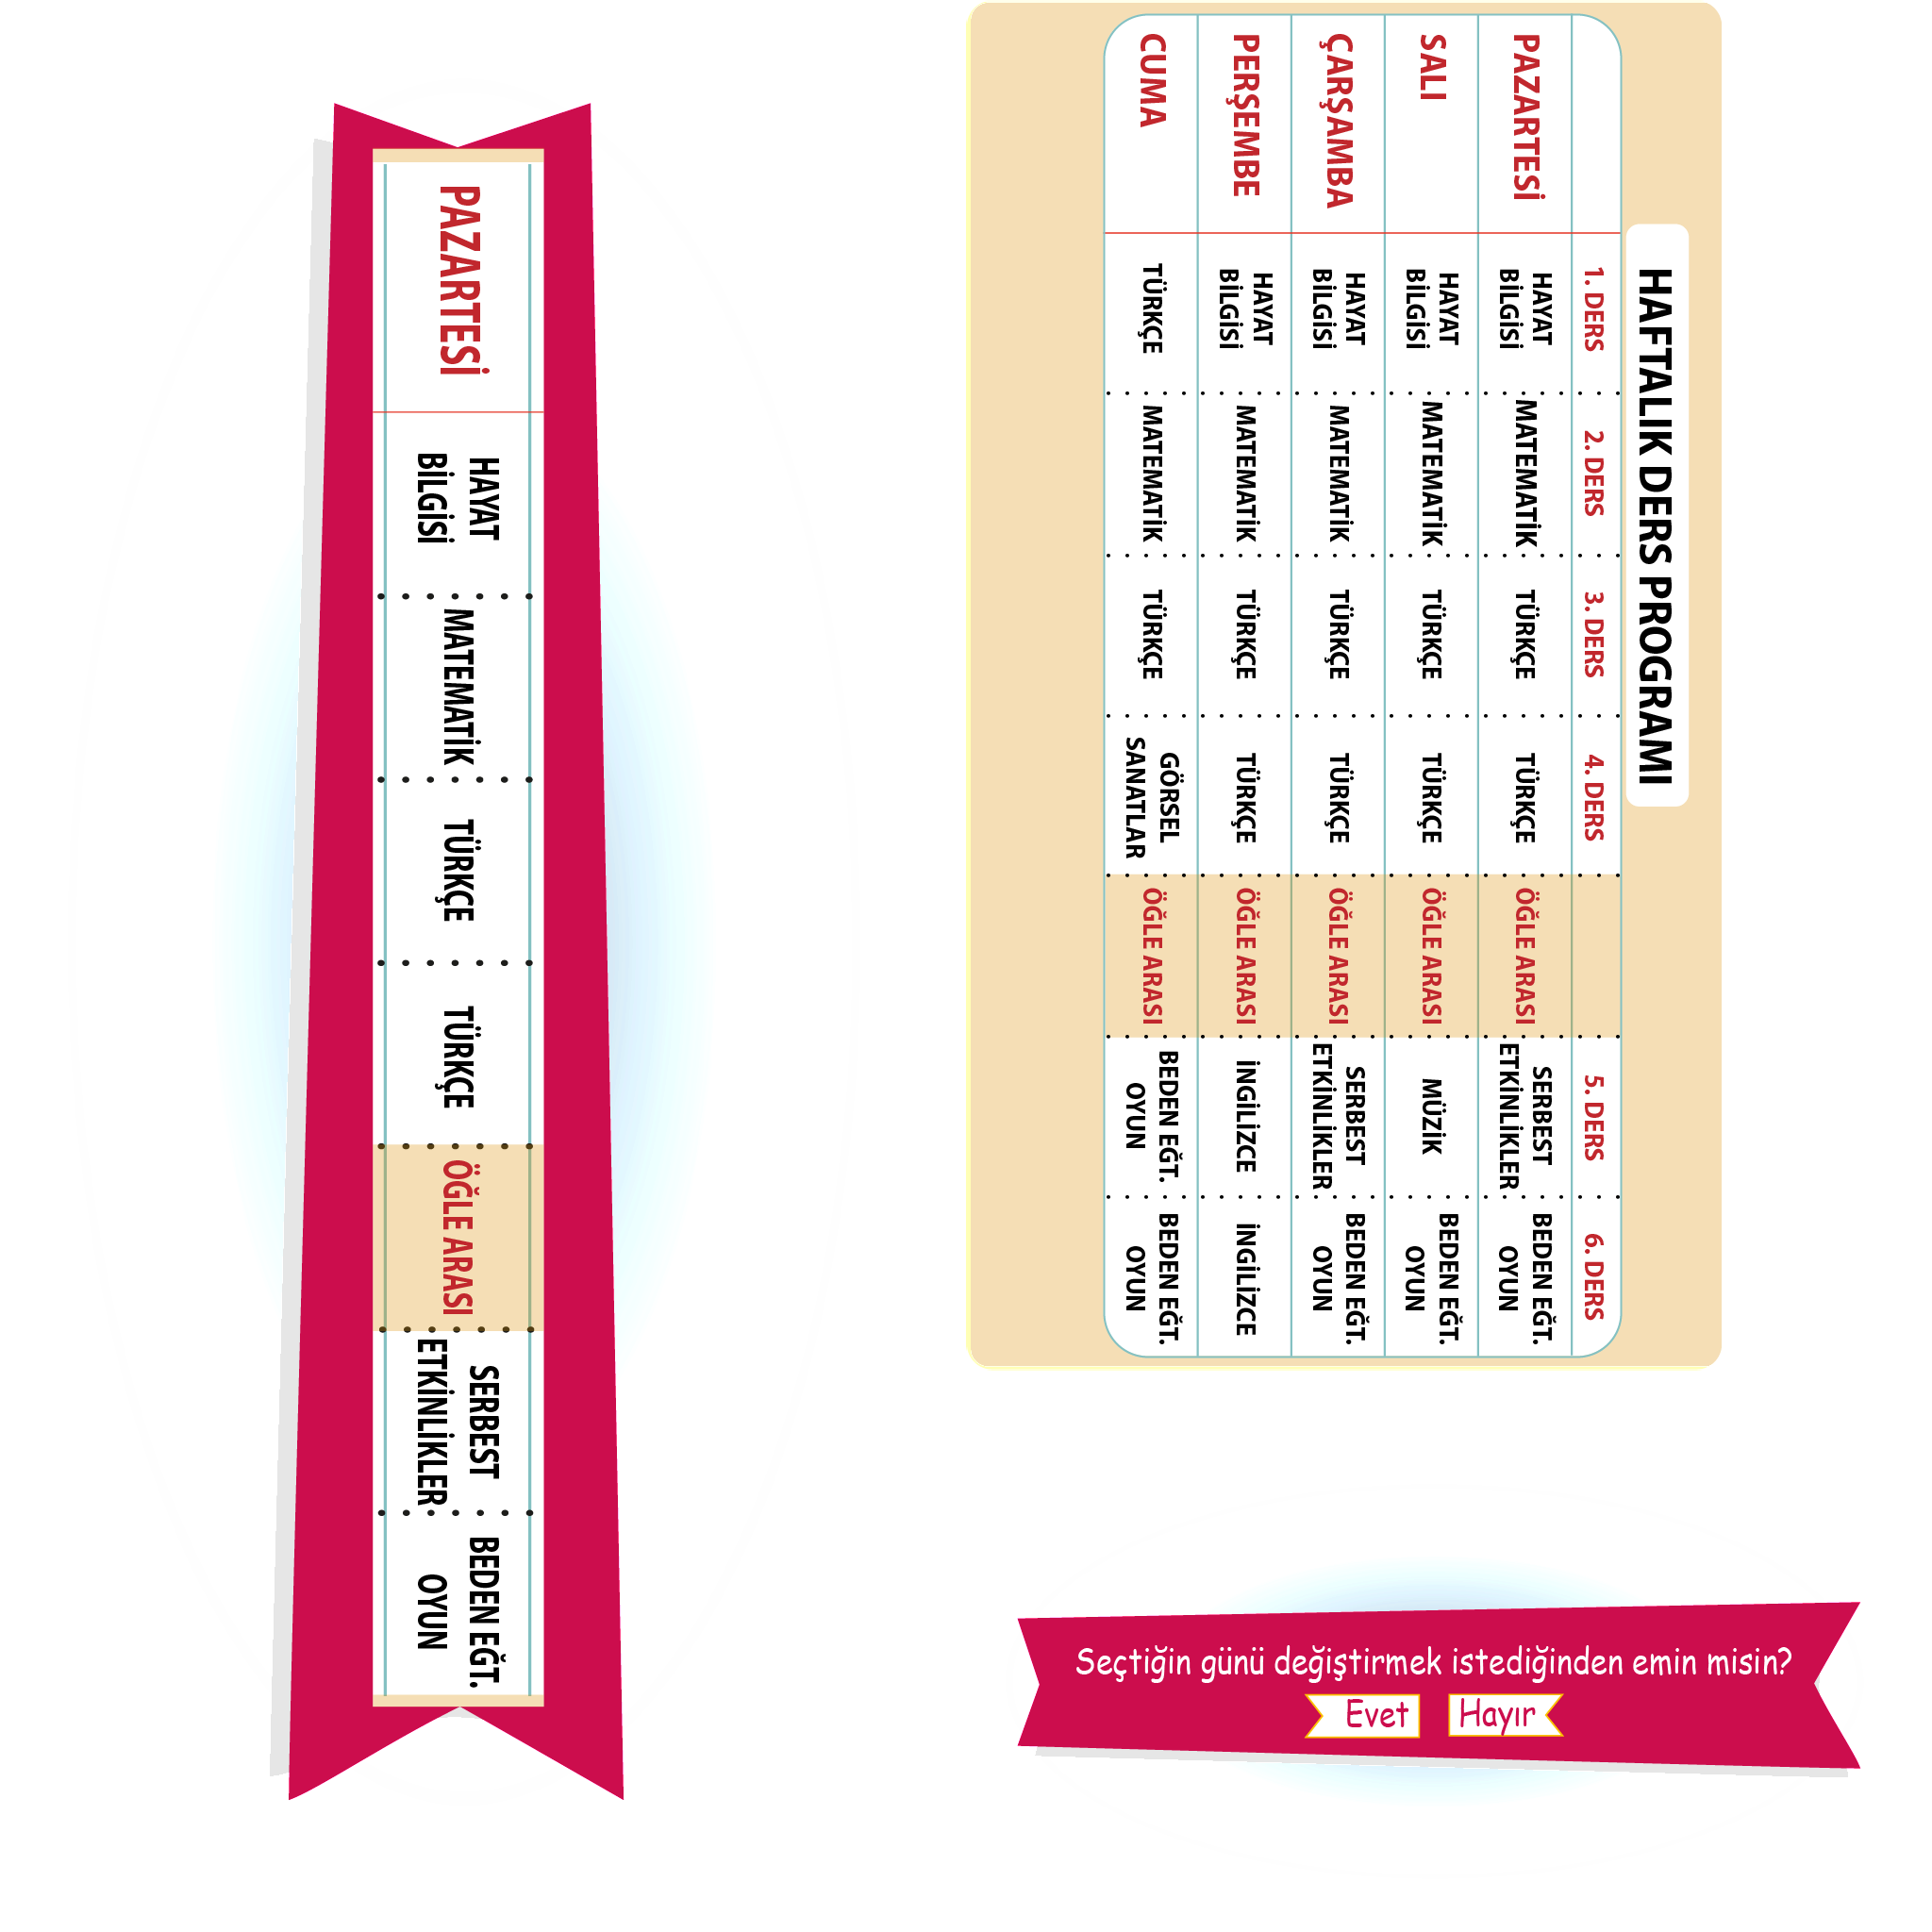 PAZARTESİ
HAYAT
BİLGİSİ
MATEMATİK
TÜRKÇE
TÜRKÇE
ÖĞLE ARASI
SERBEST
ETKİNLİKLER
BEDEN EĞT.
OYUN
HAFTALIK DERS PROGRAMI
1. DERS
2. DERS
3. DERS
4. DERS
5. DERS
6. DERS
PAZARTESİ
HAYAT
BİLGİSİ
MATEMATİK
TÜRKÇE
TÜRKÇE
ÖĞLE ARASI
SERBEST
ETKİNLİKLER
BEDEN EĞT.
OYUN
SALI
HAYAT
BİLGİSİ
MATEMATİK
TÜRKÇE
TÜRKÇE
ÖĞLE ARASI
MÜZİK
BEDEN EĞT.
OYUN
ÇARŞAMBA
HAYAT
BİLGİSİ
MATEMATİK
TÜRKÇE
TÜRKÇE
ÖĞLE ARASI
SERBEST
ETKİNLİKLER
BEDEN EĞT.
OYUN
PERŞEMBE
HAYAT
BİLGİSİ
MATEMATİK
TÜRKÇE
TÜRKÇE
ÖĞLE ARASI
İNGİLİZCE
İNGİLİZCE
CUMA
TÜRKÇE
MATEMATİK
TÜRKÇE
GÖRSEL
SANATLAR
ÖĞLE ARASI
BEDEN EĞT.
OYUN
BEDEN EĞT.
OYUN
Seçtiğin günü değiştirmek istediğinden emin misin?
Evet
Hayır